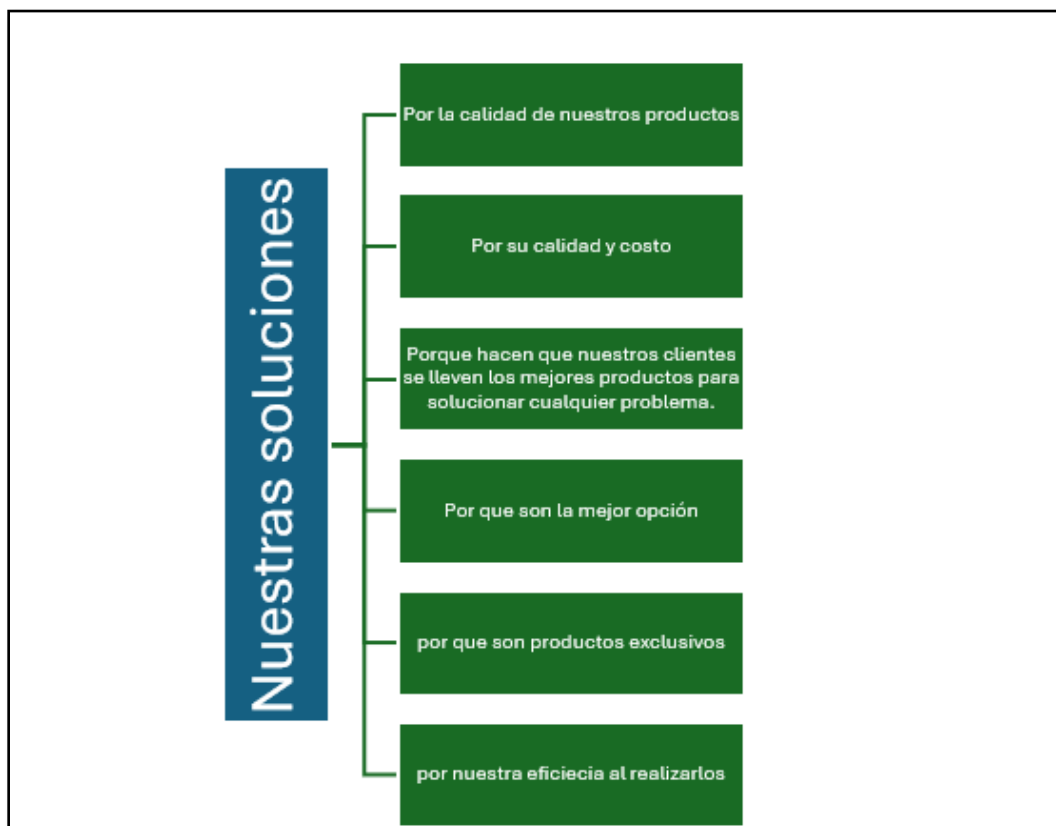 Nuestras soluciones
Por la calidad de nuestros productos
Por su calidad y costo
Porque hacen que nuestros clientes
se lleven los mejores productos para
solucionar cualquier problema.
Por que son la mejor opción
por que son productos exclusivos
por nuestra eficiecia al realizarlos